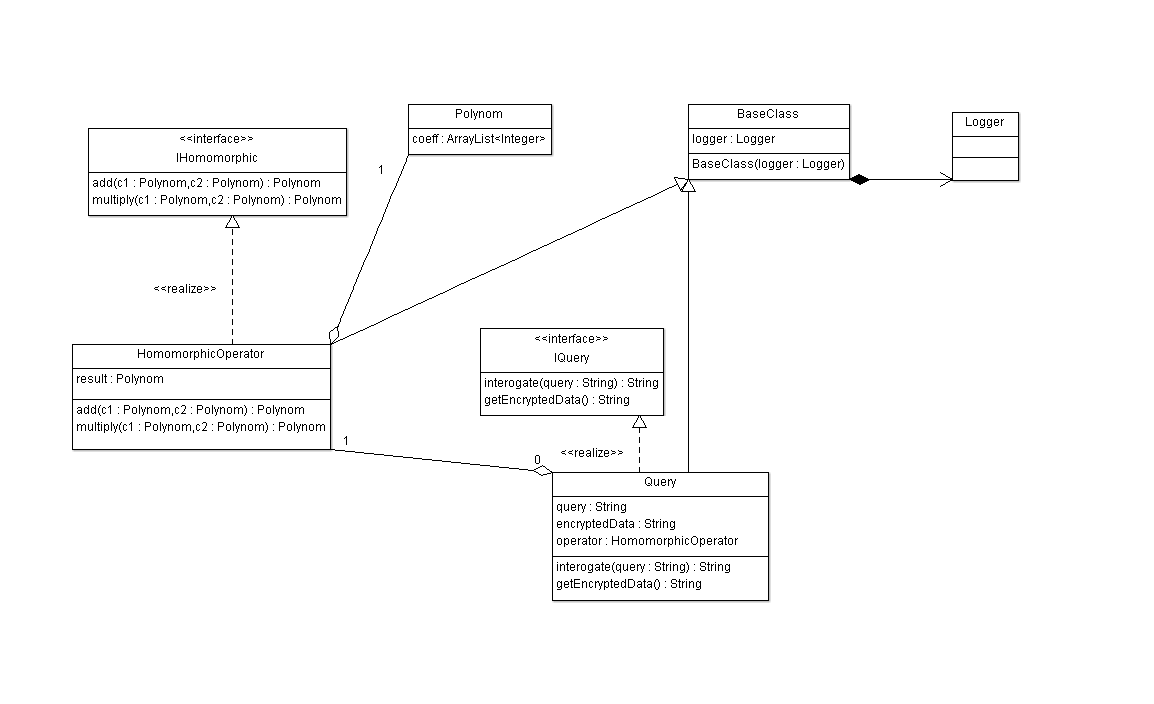 Polynom
coeff : ArrayList<Integer>
BaseClass
logger : Logger
BaseClass(logger : Logger)
Logger
<<interface>>
IHomomorphic
add(c1 : Polynom,c2 : Polynom) : Polynom
multiply(c1 : Polynom,c2 : Polynom) : Polynom
1
<<realize>>
HomomorphicOperator
result : Polynom
add(c1 : Polynom,c2 : Polynom) : Polynom
multiply(c1 : Polynom,c2 : Polynom) : Polynom
<<interface>>
IQuery
interogate(query : String) : String
getEncryptedData() : String
1
0
<<realize>>
Query
query : String
encryptedData : String
operator : HomomorphicOperator
interogate(query : String) : String
getEncryptedData() : String